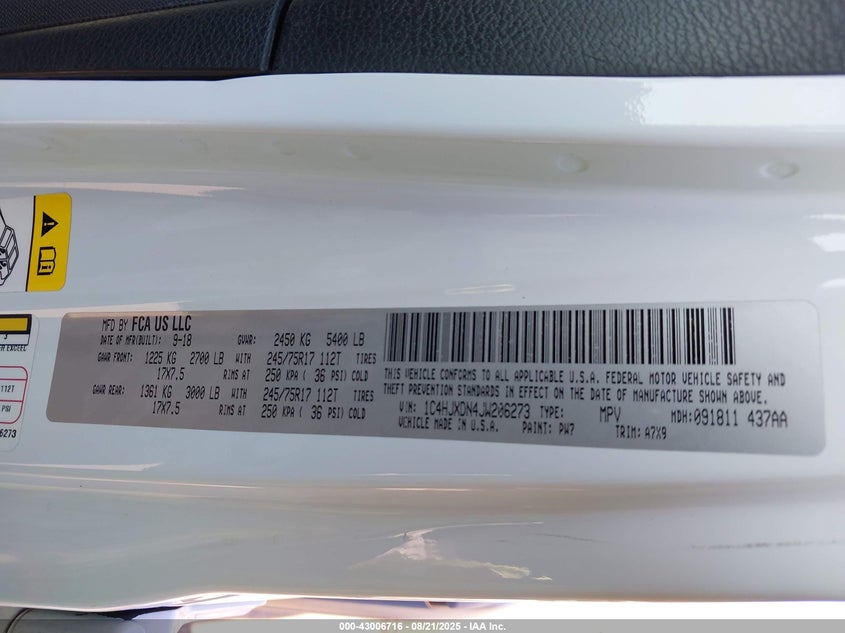 MFD BY FCA US LLC
DATE OF MFR(BUILT): 9-18 GVWR: 2450 KG 5400 LB
GAWR FRONT: 1225 KG 2700 LB WITH 245/75R17 112T TIRES
17X7.5 RIMS AT 250 KPA ( 36 PSI) COLD
GAWR REAR: 1361 KG 3000 LB WITH 245/75R17 112T TIRES
17X7.5 RIMS AT 250 KPA ( 36 PSI) COLD
THIS VEHICLE CONFORMS TO ALL APPLICABLE U.S.A. FEDERAL MOTOR VEHICLE SAFETY AND
THEFT PREVENTION STANDARDS IN EFFECT ON THE DATE OF MANUFACTURE SHOWN ABOVE.
VIN: 1C4HJXDN4JW206273 TYPE: MPV MDH:091811 437AA
VEHICLE MADE IN U.S.A. PAINT: PW7 TRIM: A7X9
3
112T
PSI
6273
000-43006716 - 08/21/2025 - IAA Inc.